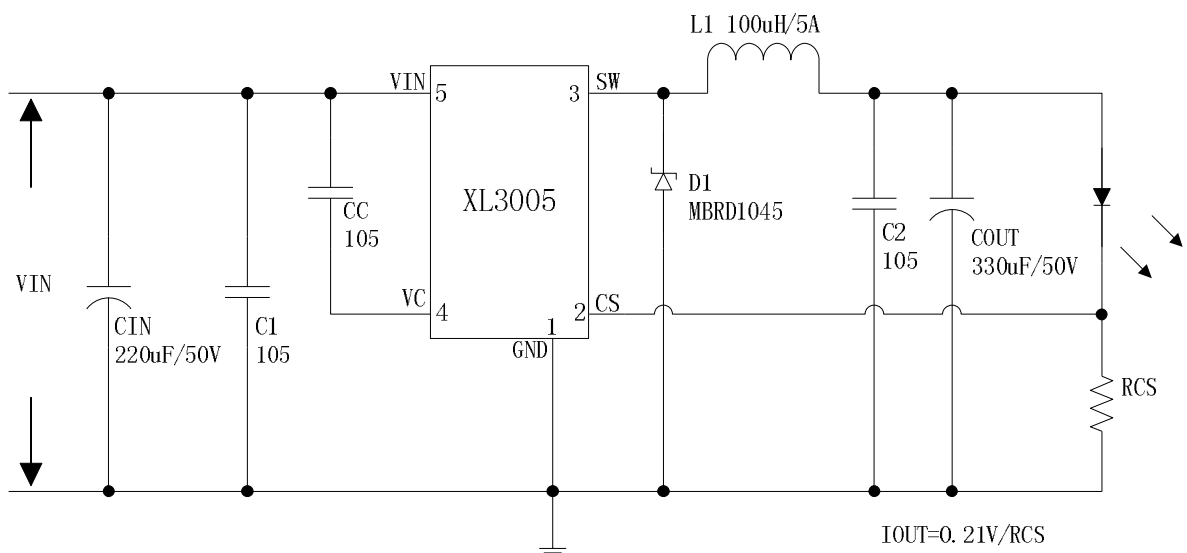 L1 100uH/5A
VIN
5
3
SW
XL3005
D1
MBRD1045
CC
105
C2
105
COUT
330uF/50V
VIN
VC
4
2
CS
1
GND
CIN
220uF/50V
C1
105
RCS
IOUT=0.21V/RCS